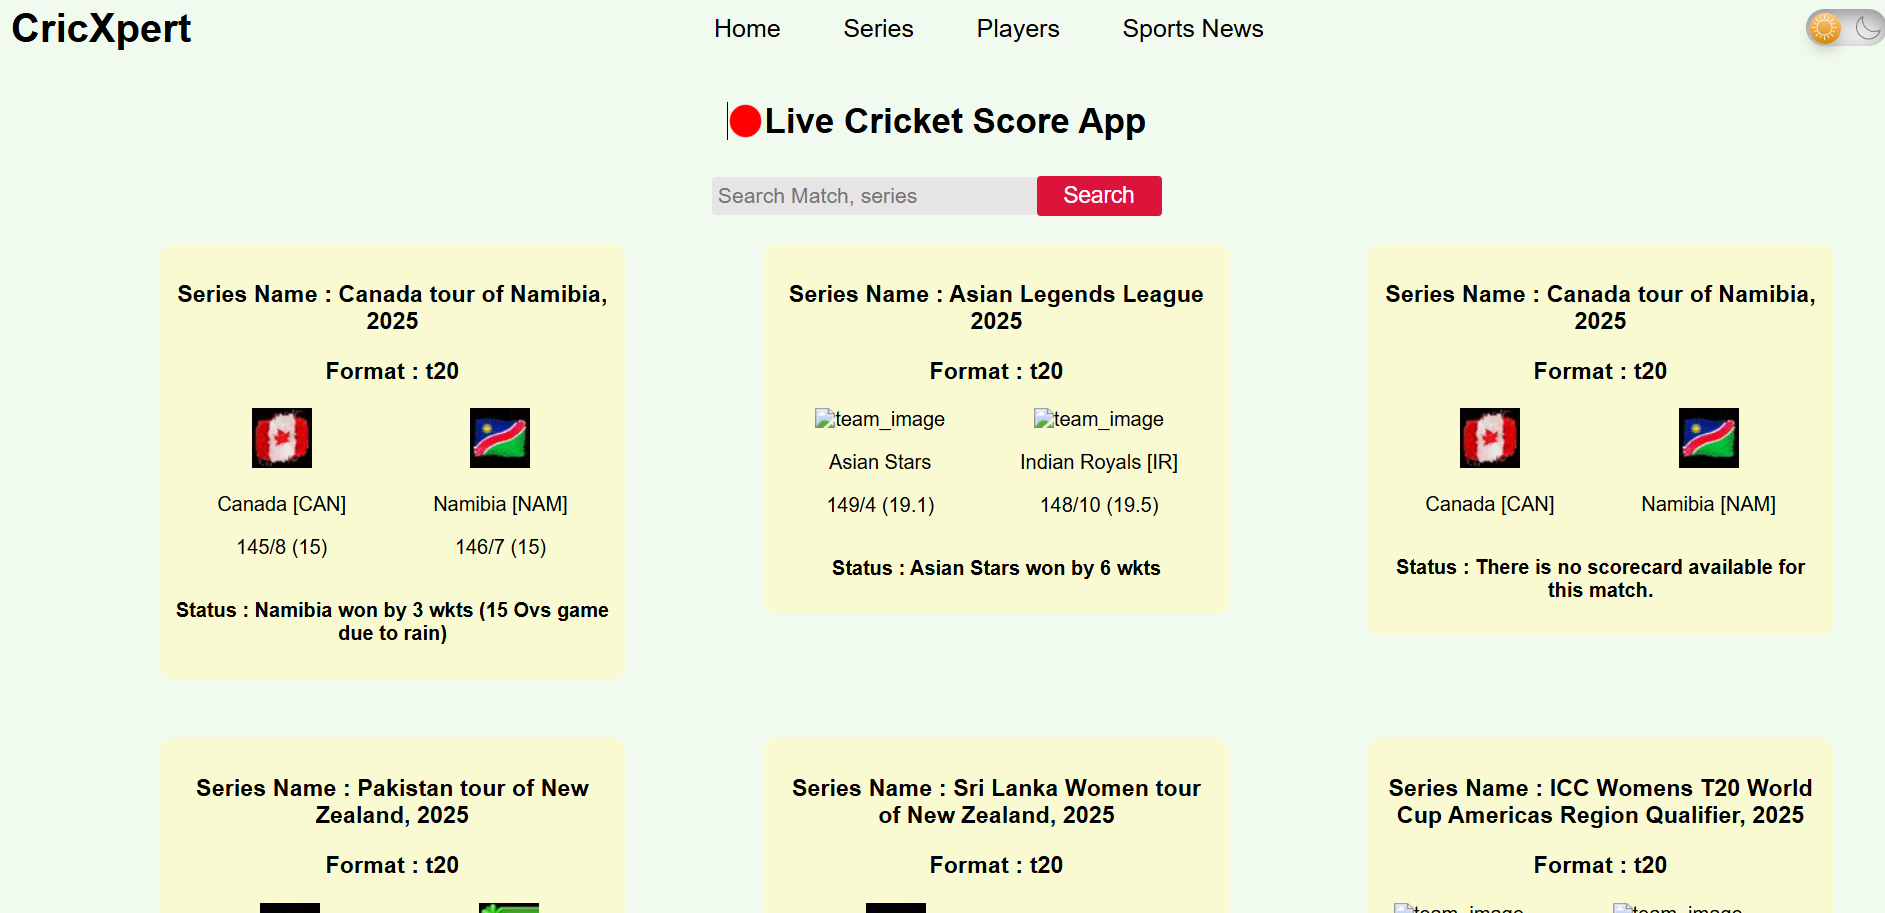 CricXpert
Home
Series
Players
Sports News
Live Cricket Score App
Search Match, series
Search
Series Name : Canada tour of Namibia,
2025
Format : t20
Canada [CAN]
Namibia [NAM]
145/8 (15)
146/7 (15)
Status : Namibia won by 3 wkts (15 Ovs game
due to rain)
Series Name : Asian Legends League
2025
Format : t20
team_image
team_image
Asian Stars
Indian Royals [IR]
149/4 (19.1)
148/10 (19.5)
Status : Asian Stars won by 6 wkts
Series Name : Canada tour of Namibia,
2025
Format : t20
Canada [CAN]
Namibia [NAM]
Status : There is no scorecard available for
this match.
Series Name : Pakistan tour of New
Zealand, 2025
Format : t20
Series Name : Sri Lanka Women tour
of New Zealand, 2025
Format : t20
Series Name : ICC Womens T20 World
Cup Americas Region Qualifier, 2025
Format : t20
team_image
team_image